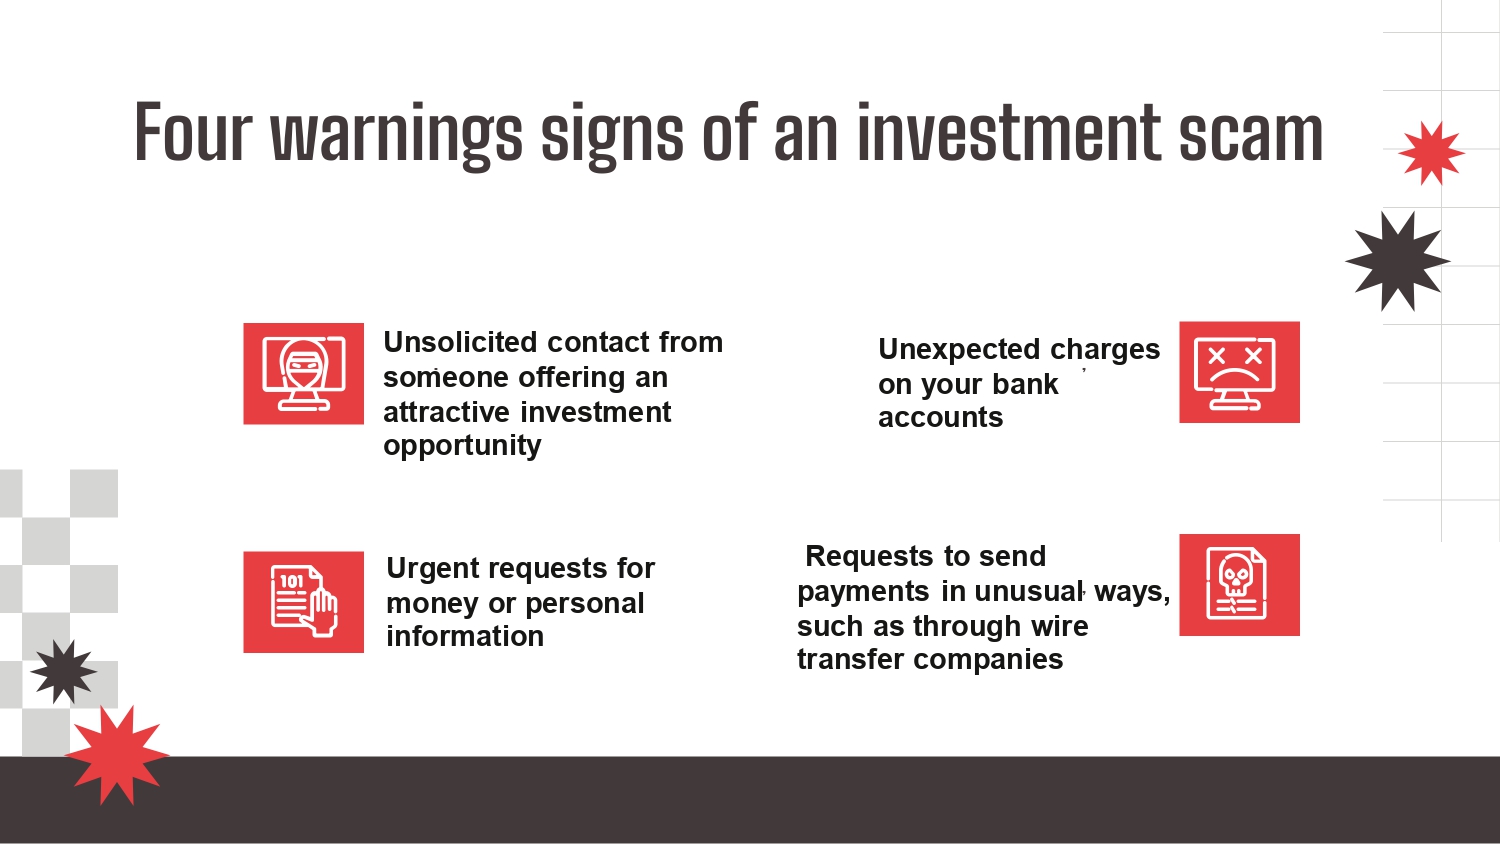 Four warnings signs of an investment scam
Unsolicited contact from
someone offering an
attractive investment
opportunity
Unexpected charges
on your bank
accounts
Urgent requests for
money or personal
information
Requests to send
payments in unusual ways,
such as through wire
transfer companies
101